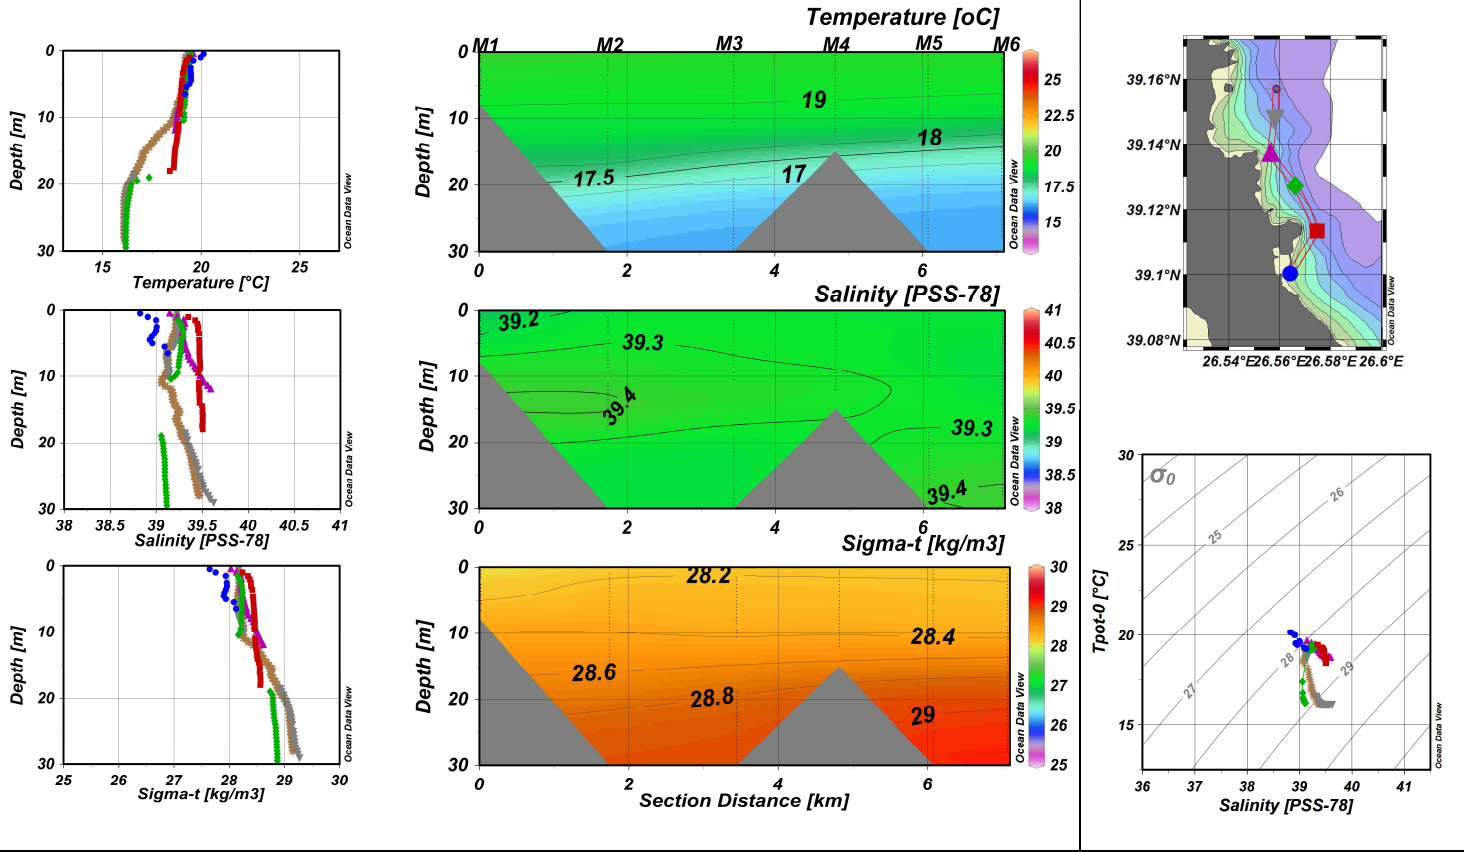 0
10
20
30
Depth [m]
15
20
25
Temperature [°C]
Ocean Data View
0
10
20
30
Depth [m]
38
38.5
39
39.5
40
40.5
41
Salinity [PSS-78]
Ocean Data View
0
10
20
30
Depth [m]
25
26
27
28
29
30
Sigma-t [kg/m3]
Ocean Data View
Temperature [oC]
M1
M2
M3
M4
M5
M6
0
10
20
30
Depth [m]
19
18
17.5
17
0
2
4
6
Ocean Data View
25
22.5
20
17.5
15
Salinity [PSS-78]
0
10
20
30
Depth [m]
39.2
39.3
39.4
39.3
39.4
0
2
4
6
Ocean Data View
41
40.5
40
39.5
39
38.5
38
Sigma-t [kg/m3]
0
10
20
30
Depth [m]
28.2
28.4
28.6
28.8
29
0
2
4
6
Section Distance [km]
Ocean Data View
30
29
28
27
26
25
39.16°N
39.14°N
39.12°N
39.1°N
39.08°N
26.54°E
26.56°E
26.58°E
26.6°E
Ocean Data View
σ0
30
25
20
15
Tpot-0 [°C]
25
26
27
28
29
36
37
38
39
40
41
Salinity [PSS-78]
Ocean Data View